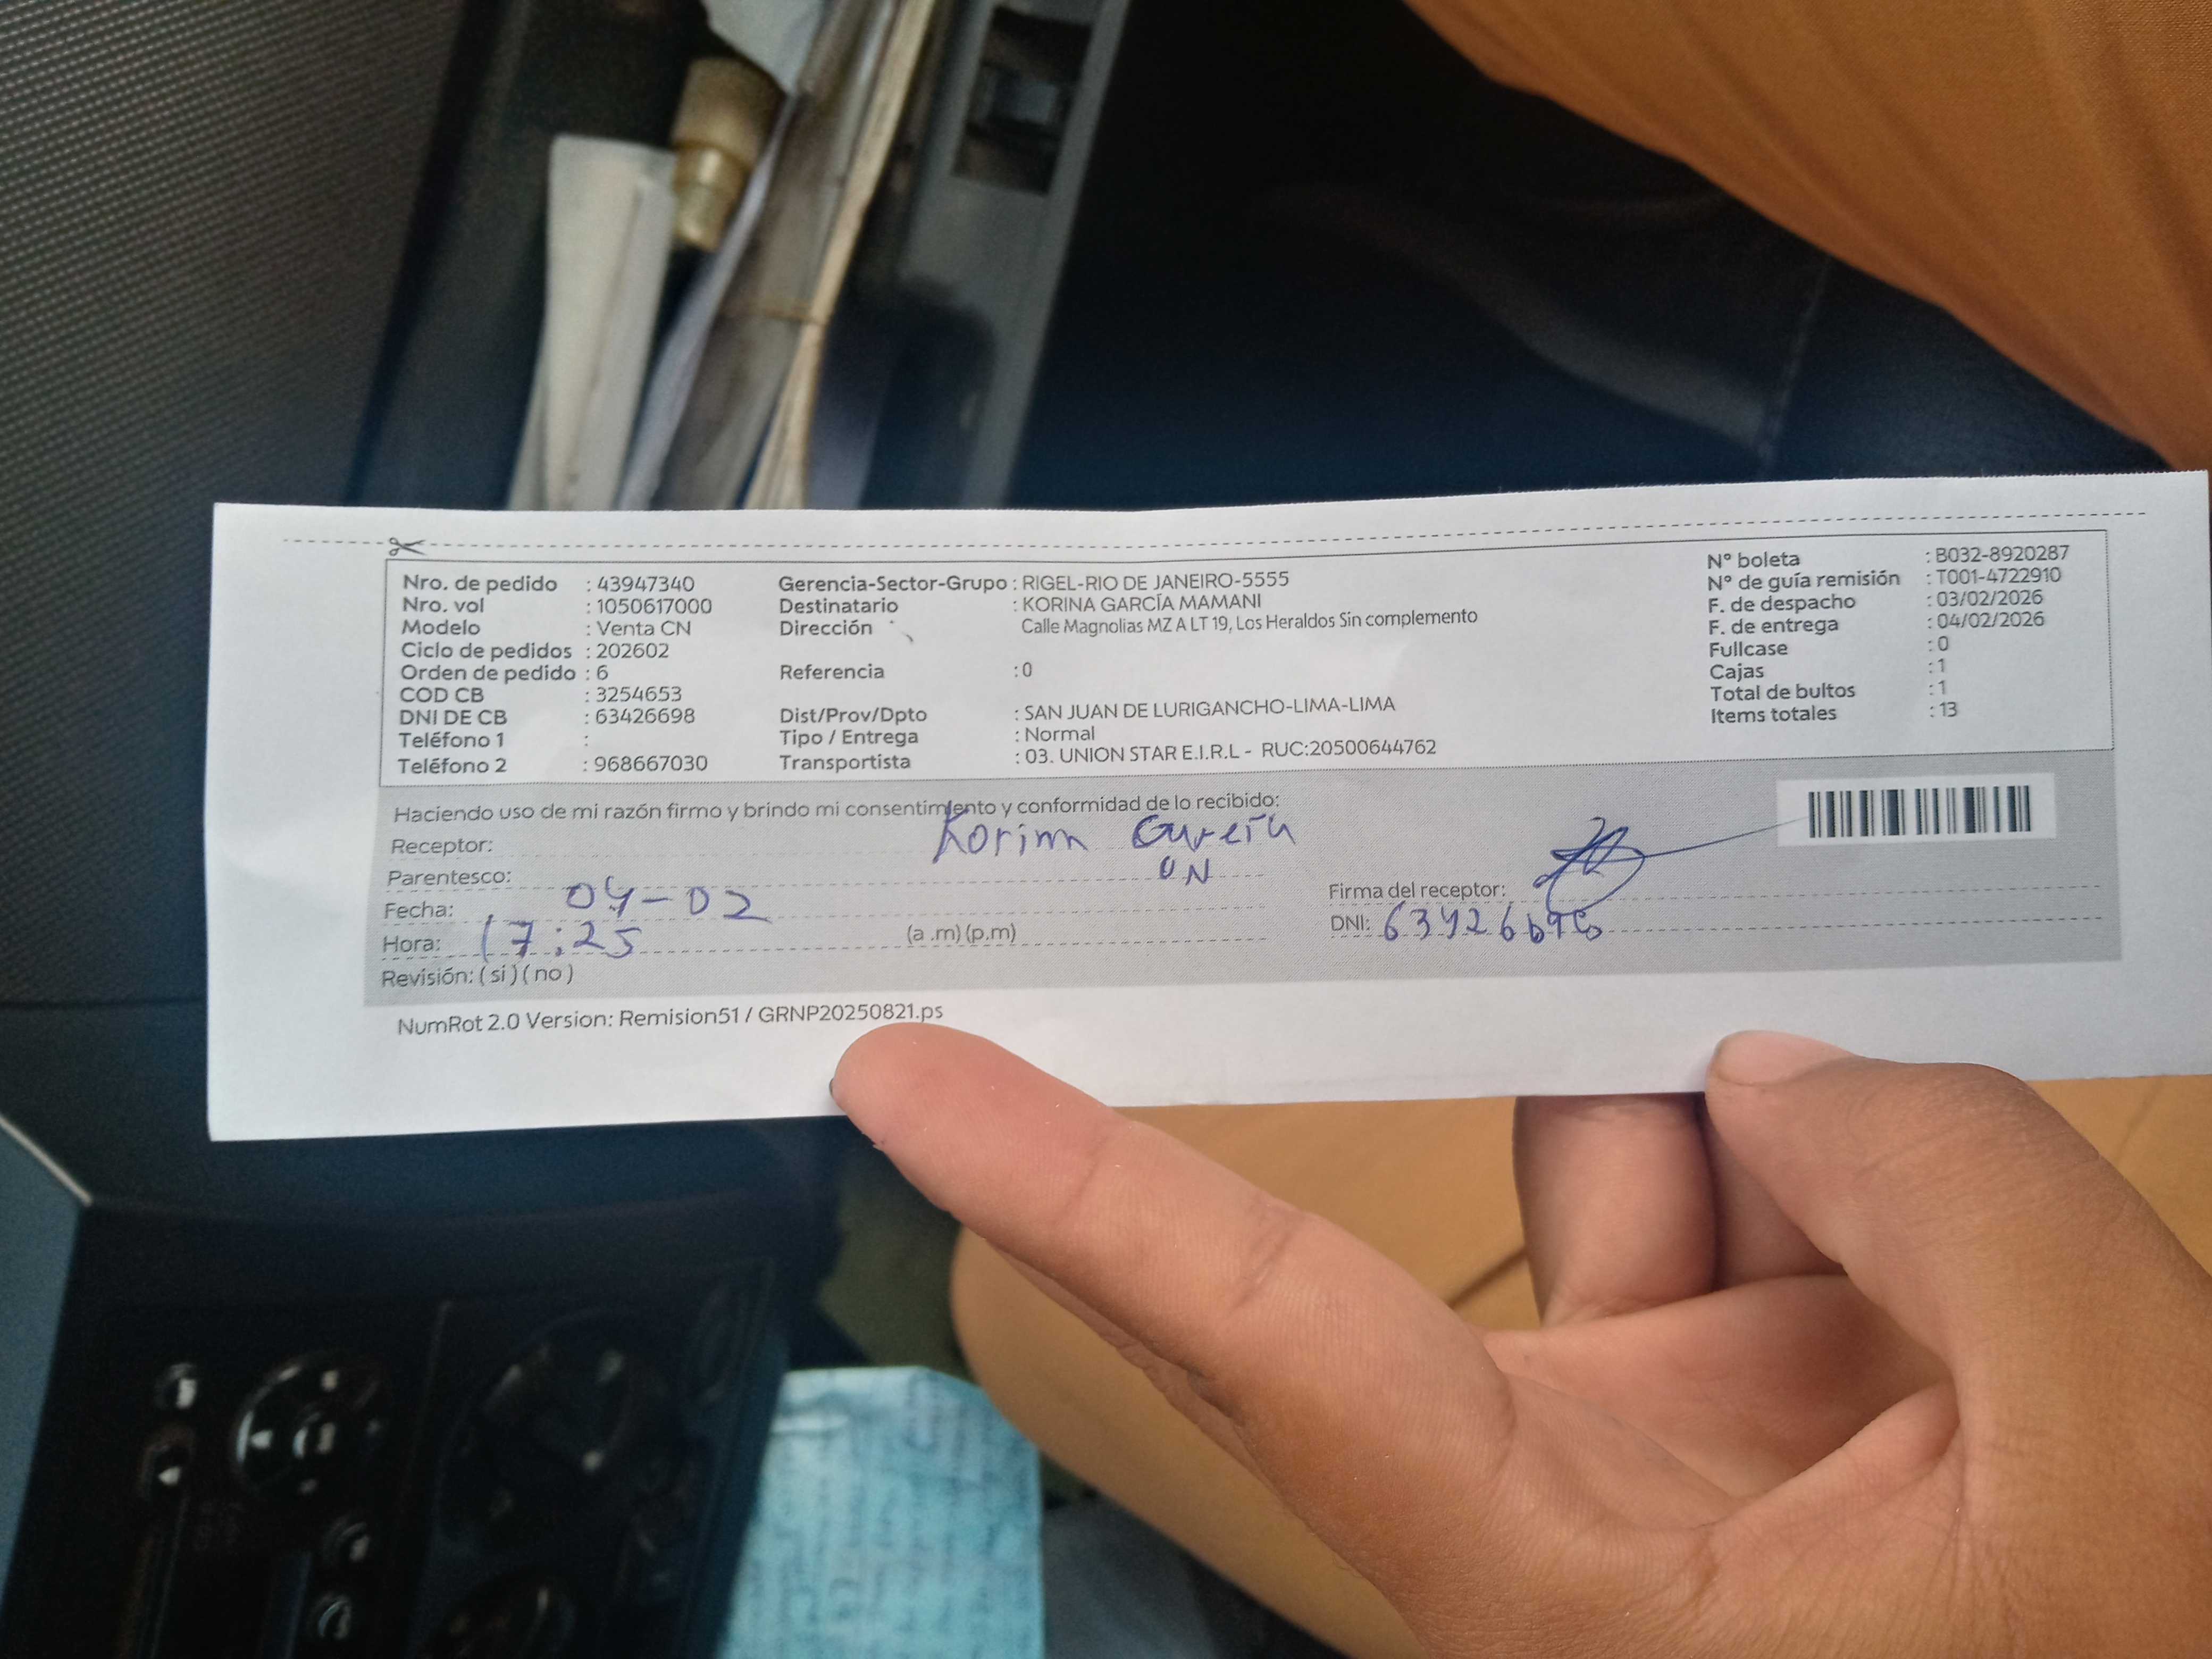 Nro. de pedido : 43947340
Nro. vol : 1050617000
Modelo : Venta CN
Ciclo de pedidos : 202602
Orden de pedido : 6
COD CB : 3254653
DNI DE CB : 63426698
Teléfono 1 :
Teléfono 2 : 968667030
Gerencia-Sector-Grupo : RIGEL-RIO DE JANEIRO-5555
Destinatario : KORINA GARCÍA MAMANI
Dirección Calle Magnolias MZ A LT 19, Los Heraldos Sin complemento
Referencia : 0
Dist/Prov/Dpto : SAN JUAN DE LURIGANCHO-LIMA-LIMA
Tipo / Entrega : Normal
Transportista : 03. UNION STAR E.I.R.L - RUC:20500644762
N° boleta : B032-8920287
N° de guía remisión : T001-4722910
F. de despacho : 03/02/2026
F. de entrega : 04/02/2026
Fullcase : 0
Cajas : 1
Total de bultos : 1
Items totales : 13
Haciendo uso de mi razón firmo y brindo mi consentimiento y conformidad de lo recibido:
Receptor: Korina García
Parentesco: CN
Fecha: 04-02
Hora: 17:25 (a .m) (p.m)
Revisión: ( si ) ( no )
Firma del receptor:
DNI: 63426698
NumRot 2.0 Version: Remision51 / GRNP20250821.ps